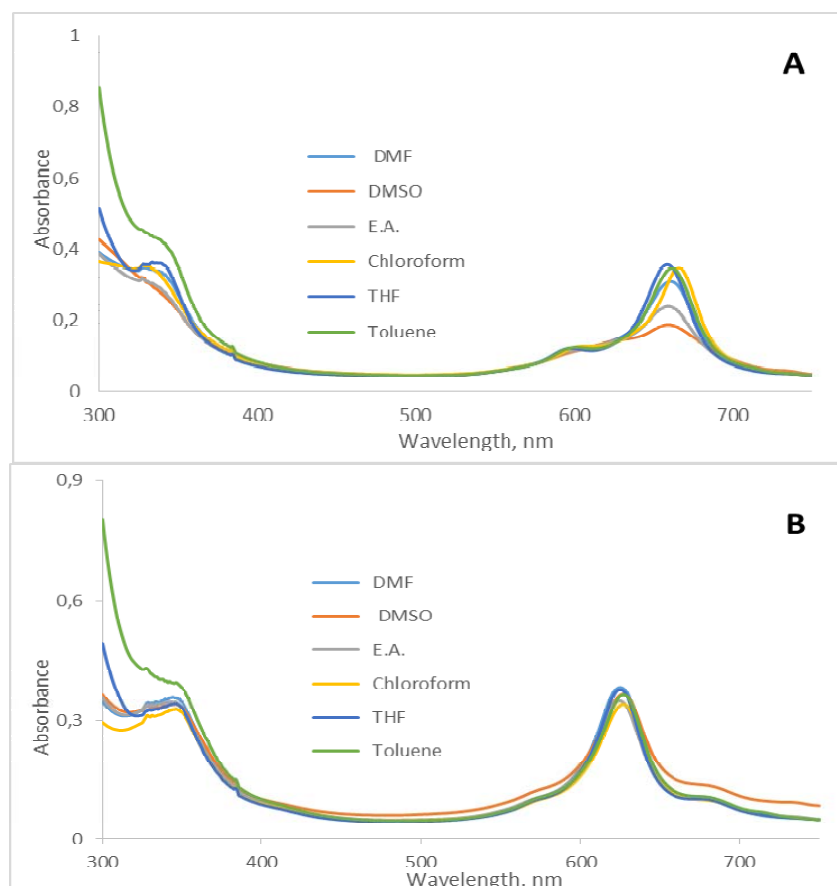 1
A
0,8
DMF
0,6
DMSO
Absorbance
E.A.
0,4
Chloroform
THF
0,2
Toluene
0
300 400 500 600 700
Wavelength, nm
0,9
B
DMF
0,6
DMSO
E.A.
Absorbance
Chloroform
0,3
THF
Toluene
0
300 400 500 600 700
Wavelength, nm